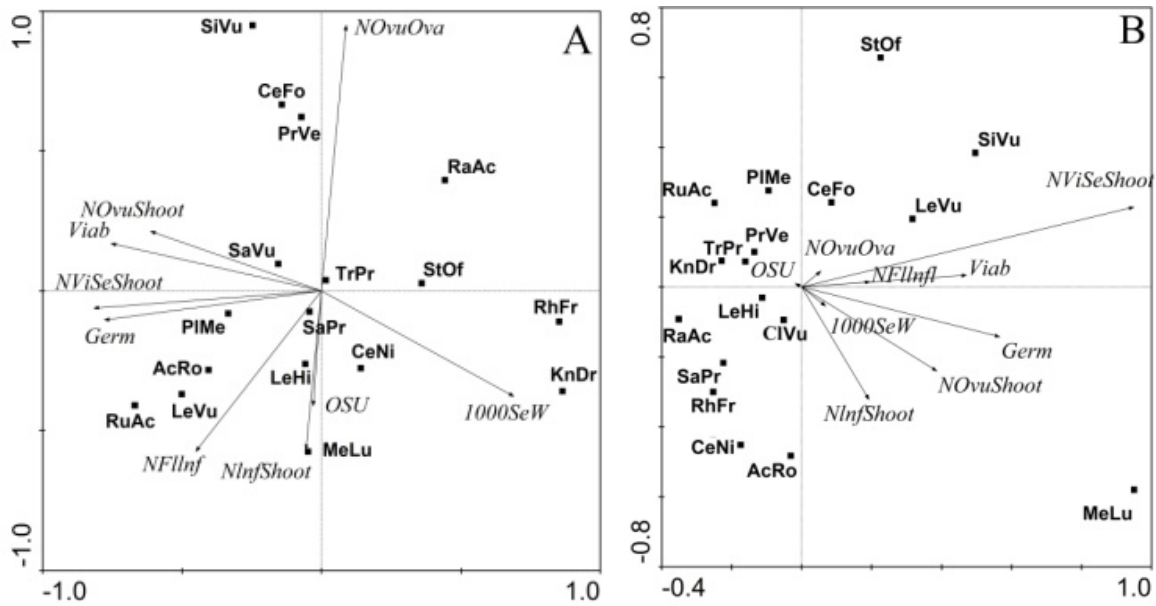 A
1.0
SiVu
NOvuOva
CeFo
PrVe
RaAc
NOvuShoot
Viab
SaVu
TrPr
StOf
NViSeShoot
PlMe
Germ
SaPr
RhFr
AcRo
LeHi
CeNi
KnDr
LeVu
RuAc
OSU
1000SeW
NFlInf
NInfShoot
MeLu
-1.0
-1.0
1.0
B
0.8
StOf
SiVu
NViSeShoot
RuAc
PlMe
CeFo
LeVu
PrVe
NOvuOva
TrPr
KnDr
OSU
NFlInfl
Viab
LeHi
ClVu
1000SeW
RaAc
Germ
SaPr
NOvuShoot
RhFr
NInfShoot
CeNi
AcRo
MeLu
-0.8
-0.4
1.0